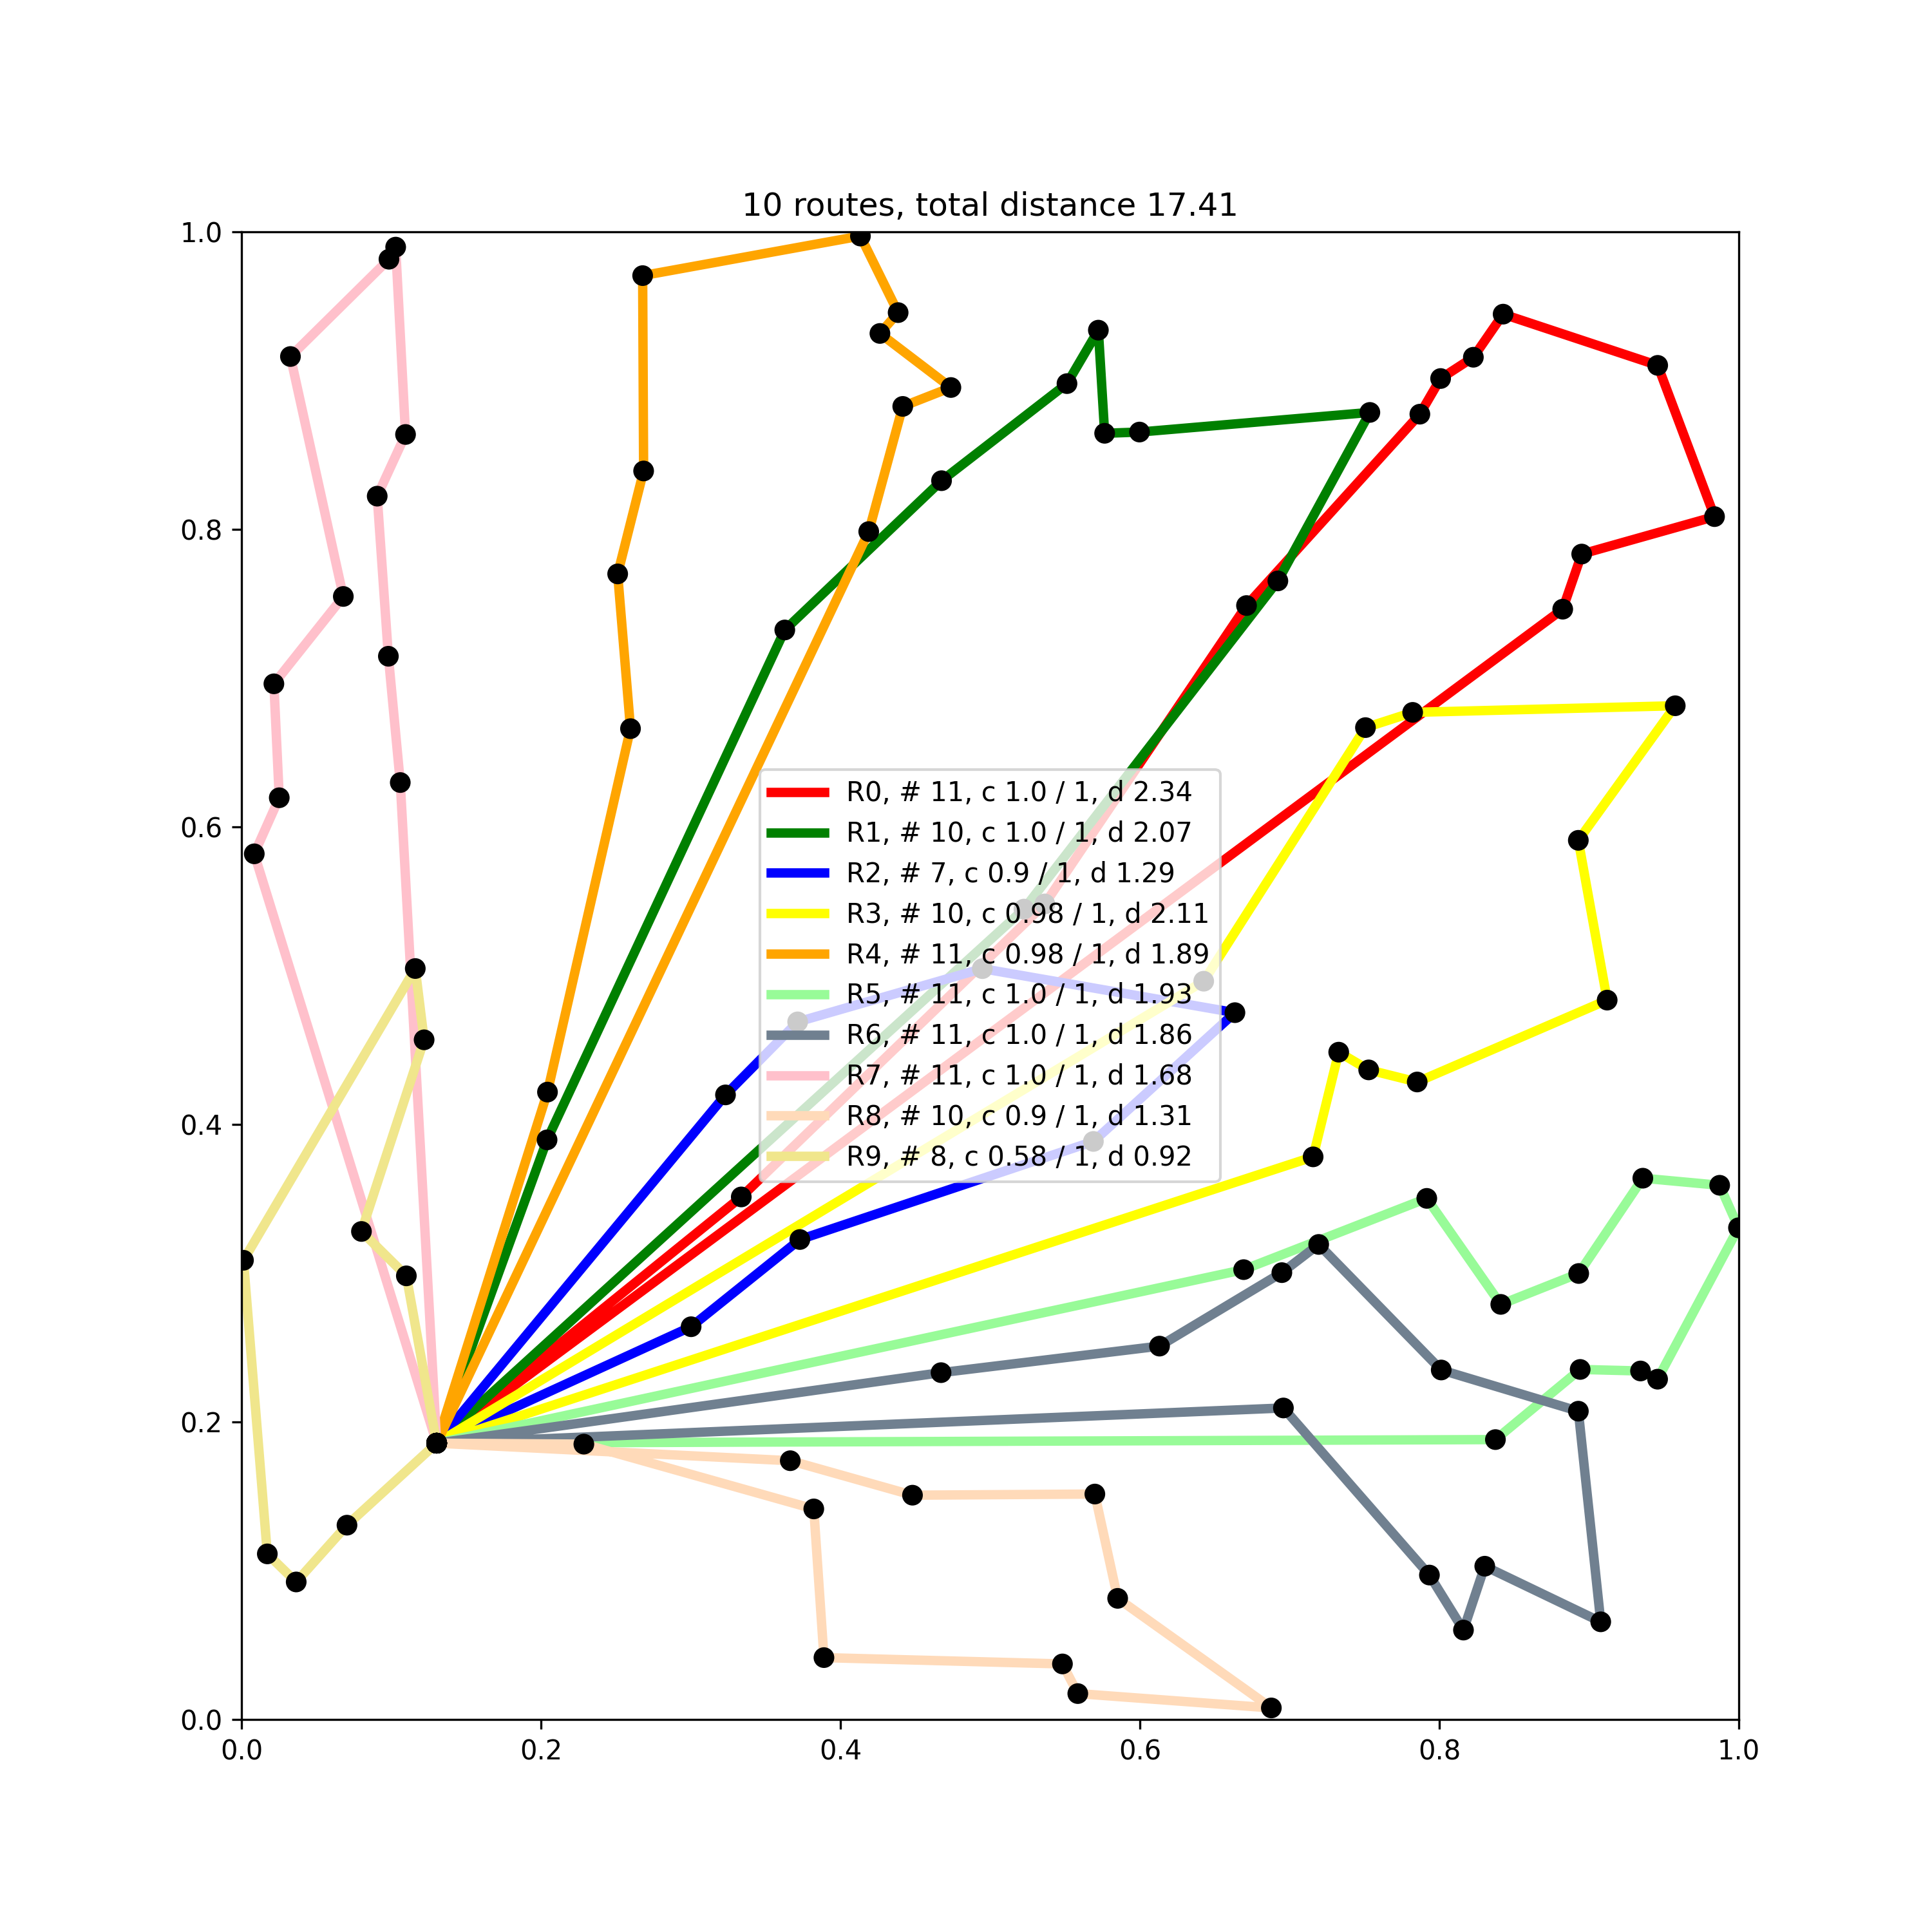 10 routes, total distance 17.41
1.0
0.8
0.6
0.4
0.2
0.0
R0, # 11, c 1.0 / 1, d 2.34
R1, # 10, c 1.0 / 1, d 2.07
R2, # 7, c 0.9 / 1, d 1.29
R3, # 10, c 0.98 / 1, d 2.11
R4, # 11, c 0.98 / 1, d 1.89
R5, # 11, c 1.0 / 1, d 1.93
R6, # 11, c 1.0 / 1, d 1.86
R7, # 11, c 1.0 / 1, d 1.68
R8, # 10, c 0.9 / 1, d 1.31
R9, # 8, c 0.58 / 1, d 0.92
0.0 0.2 0.4 0.6 0.8 1.0